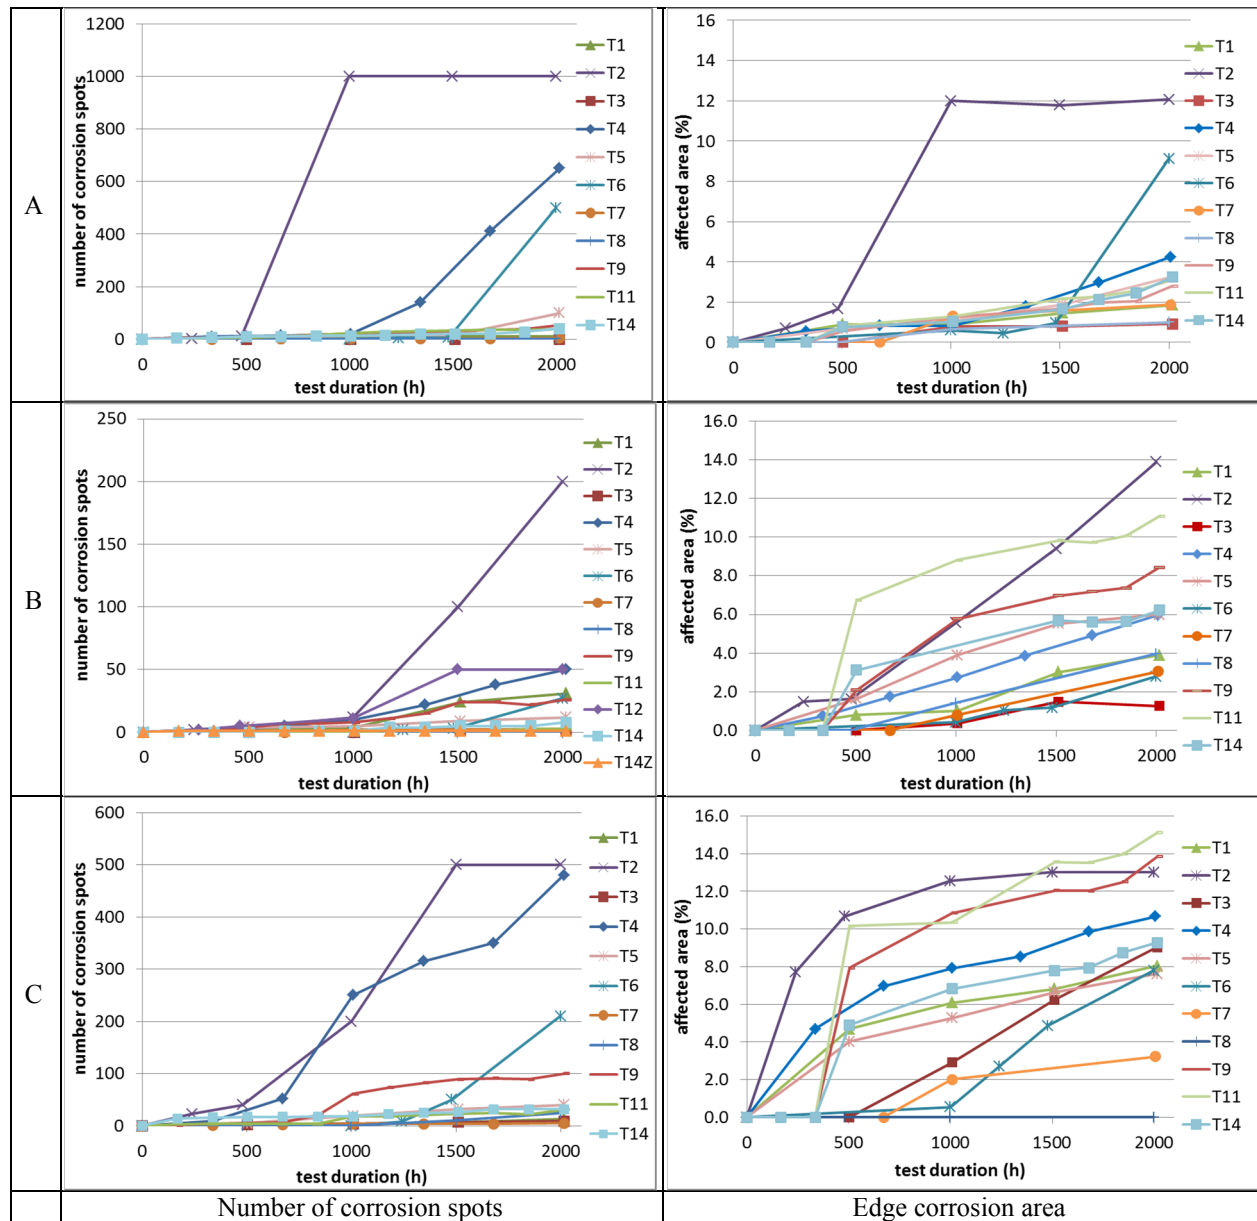 A
number of corrosion spots
1200
1000
800
600
400
200
0
0
500
1000
1500
2000
test duration (h)
T1
T2
T3
T4
T5
T6
T7
T8
T9
T11
T14
affected area (%)
16
14
12
10
8
6
4
2
0
0
500
1000
1500
2000
test duration (h)
T1
T2
T3
T4
T5
T6
T7
T8
T9
T11
T14
B
number of corrosion spots
250
200
150
100
50
0
0
500
1000
1500
2000
test duration (h)
T1
T2
T3
T4
T5
T6
T7
T8
T9
T11
T12
T14
T14Z
affected area (%)
16.0
14.0
12.0
10.0
8.0
6.0
4.0
2.0
0.0
0
500
1000
1500
2000
test duration (h)
T1
T2
T3
T4
T5
T6
T7
T8
T9
T11
T14
C
number of corrosion spots
600
500
400
300
200
100
0
0
500
1000
1500
2000
test duration (h)
T1
T2
T3
T4
T5
T6
T7
T8
T9
T11
T14
affected area (%)
16.0
14.0
12.0
10.0
8.0
6.0
4.0
2.0
0.0
0
500
1000
1500
2000
test duration (h)
T1
T2
T3
T4
T5
T6
T7
T8
T9
T11
T14
Number of corrosion spots
Edge corrosion area